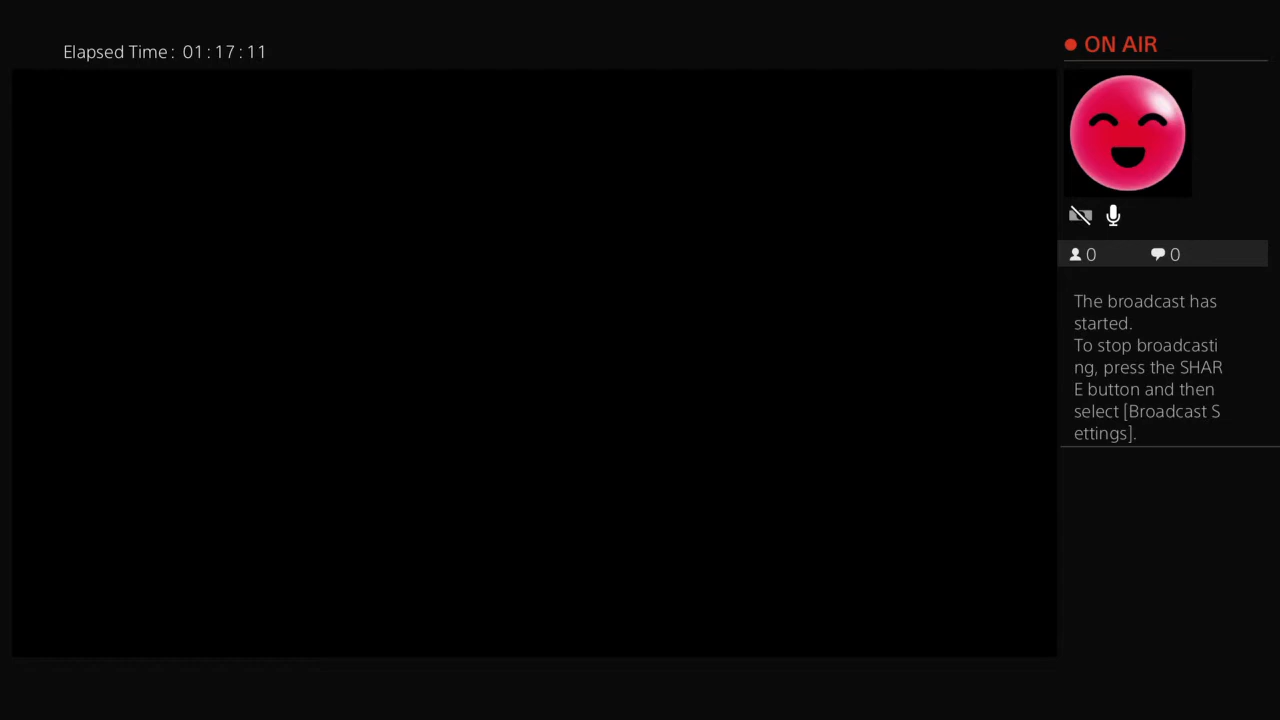 Elapsed Time: 01:17:11
ON AIR
0 0
The broadcast has
started.
To stop broadcasti
ng, press the SHAR
E button and then
select [Broadcast S
ettings].